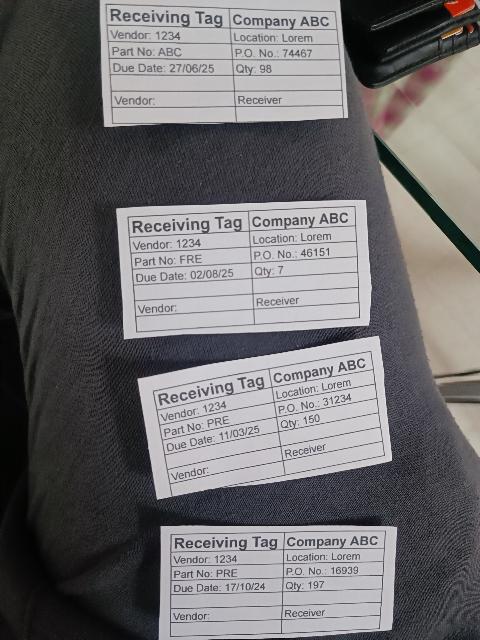 Receiving Tag Company ABC
Vendor: 1234 Location: Lorem
Part No: ABC P.O. No.: 74467
Due Date: 27/06/25 Qty: 98
Vendor: Receiver
Receiving Tag Company ABC
Vendor: 1234 Location: Lorem
Part No: FRE P.O. No.: 46151
Due Date: 02/08/25 Qty: 7
Vendor: Receiver
Receiving Tag Company ABC
Vendor: 1234 Location: Lorem
Part No: PRE P.O. No.: 31234
Due Date: 11/03/25 Qty: 150
Vendor: Receiver
Receiving Tag Company ABC
Vendor: 1234 Location: Lorem
Part No: PRE P.O. No.: 16939
Due Date: 17/10/24 Qty: 197
Vendor: Receiver